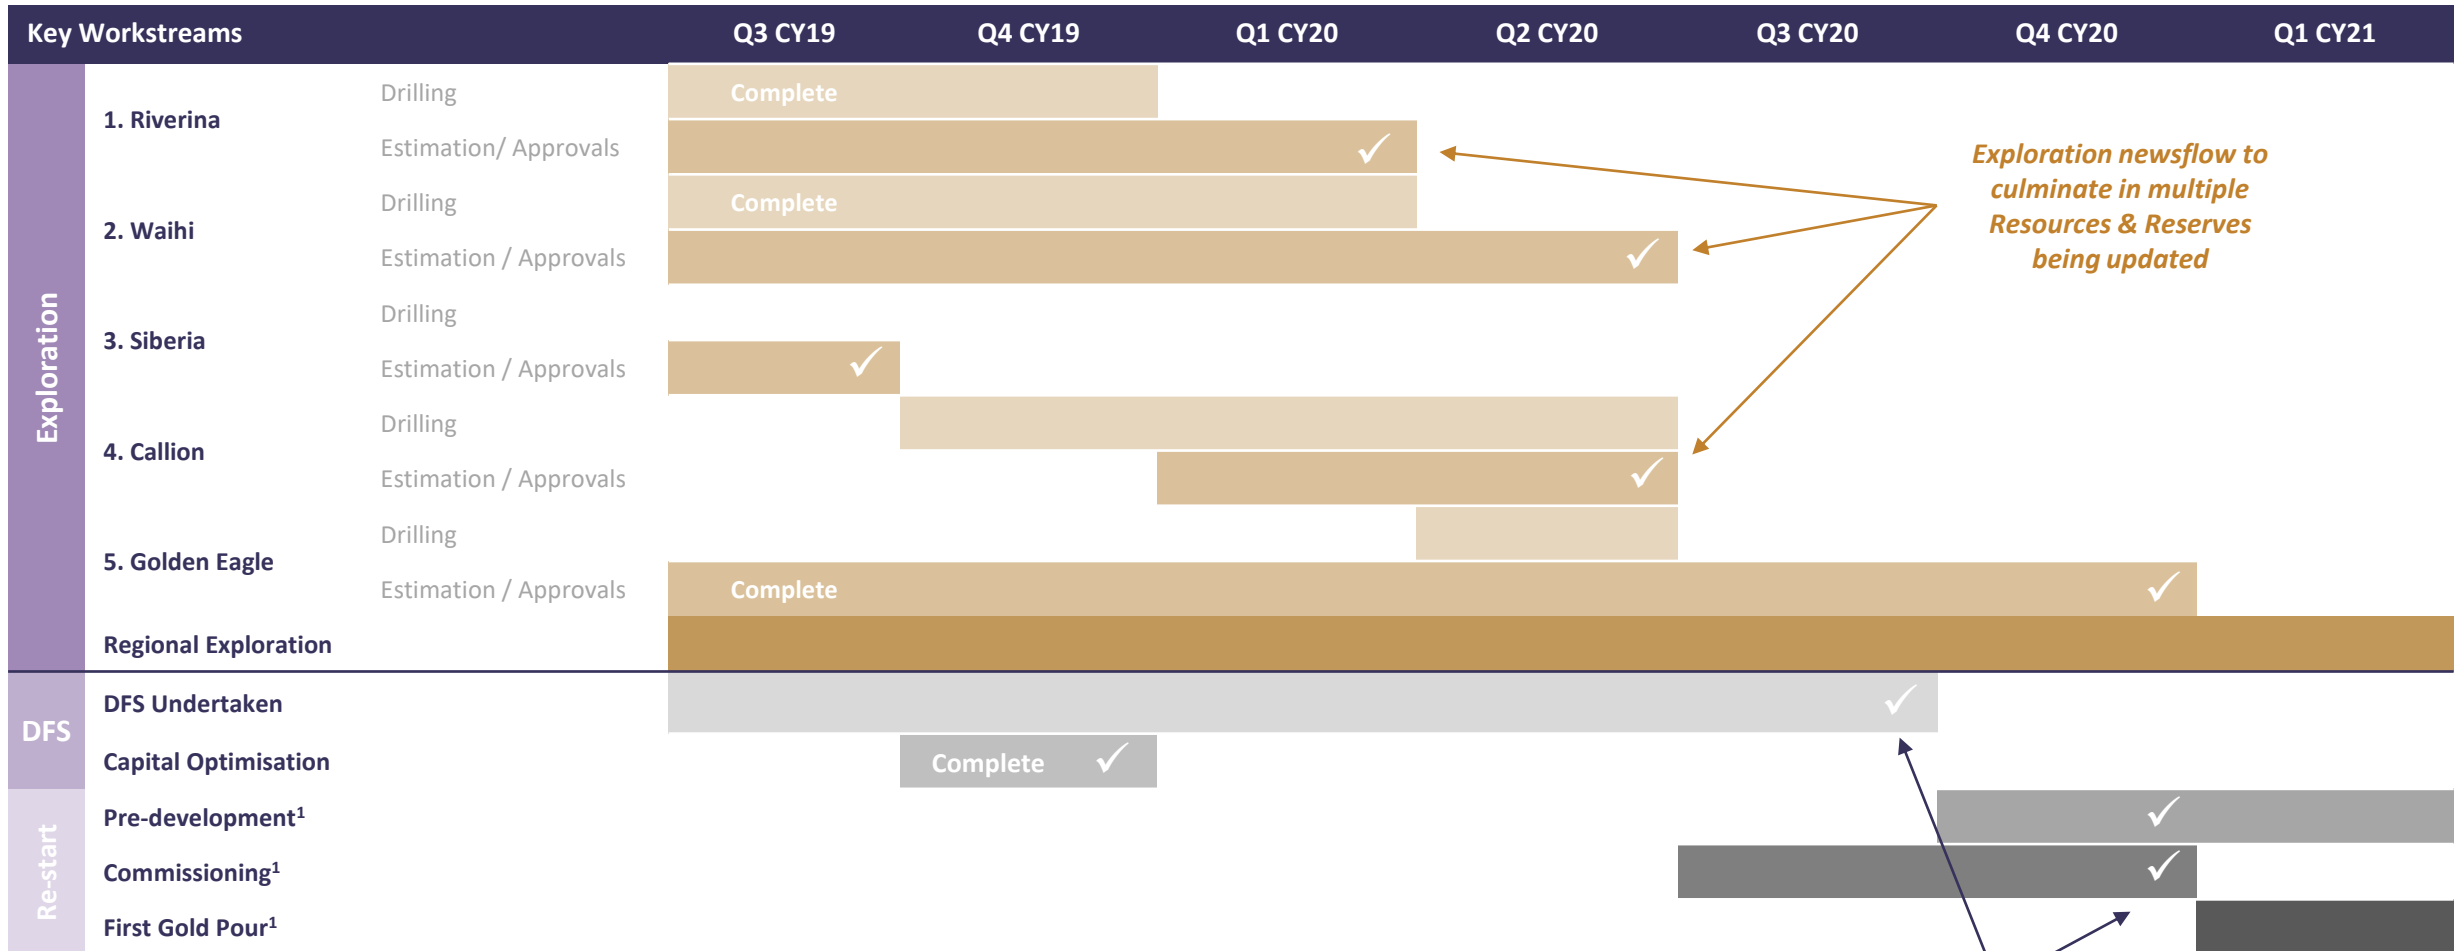 Key Workstreams Q3 CY19 Q4 CY19 Q1 CY20 Q2 CY20 Q3 CY20 Q4 CY20 Q1 CY21
Exploration
1. Riverina
Drilling
Complete
Estimation/ Approvals
✓
2. Waihi
Drilling
Complete
Estimation / Approvals
✓
3. Siberia
Drilling
Estimation / Approvals
✓
4. Callion
Drilling
Estimation / Approvals
✓
5. Golden Eagle
Drilling
Estimation / Approvals
Complete ✓
Regional Exploration
Exploration newsflow to
culminate in multiple
Resources & Reserves
being updated
DFS
DFS Undertaken ✓
Capital Optimisation Complete ✓
Re-start
Pre-development¹ ✓
Commissioning¹ ✓
First Gold Pour¹